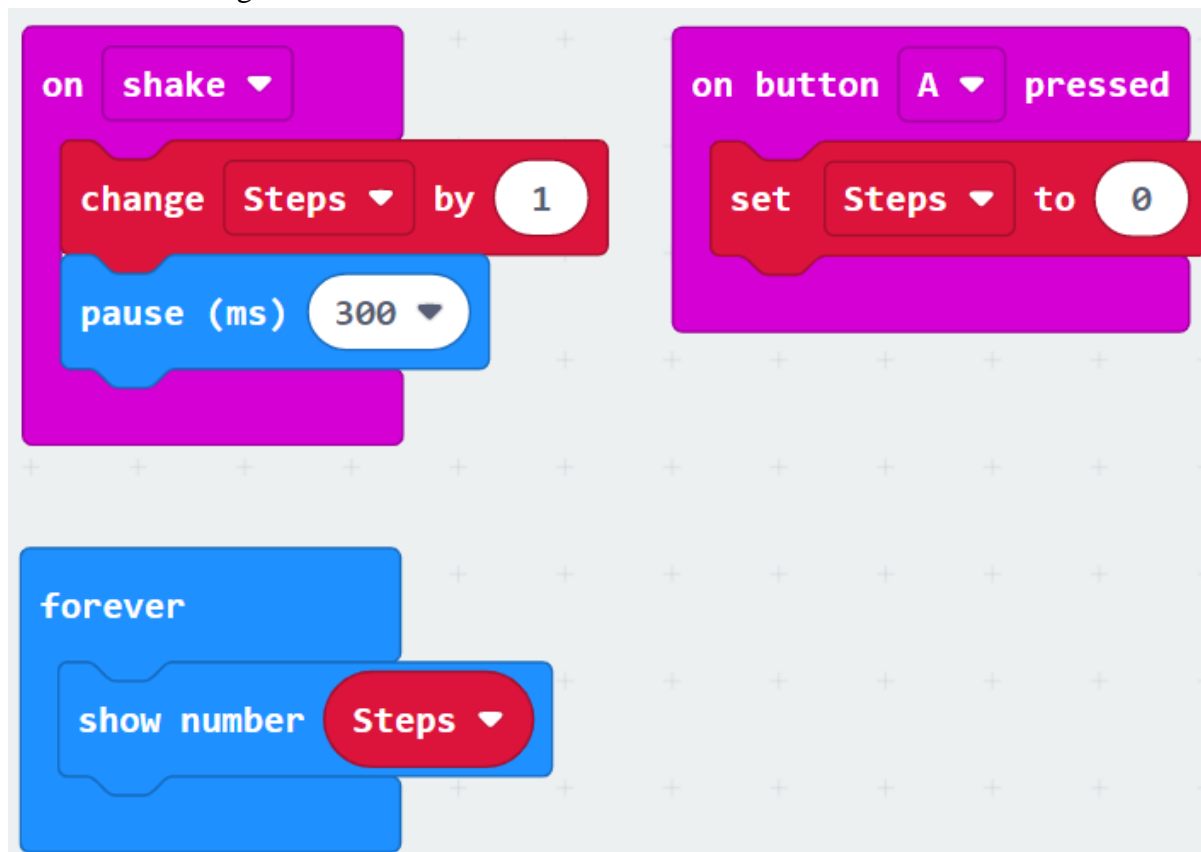 on shake
change Steps by 1
pause (ms) 300
on button A pressed
set Steps to 0
forever
show number Steps